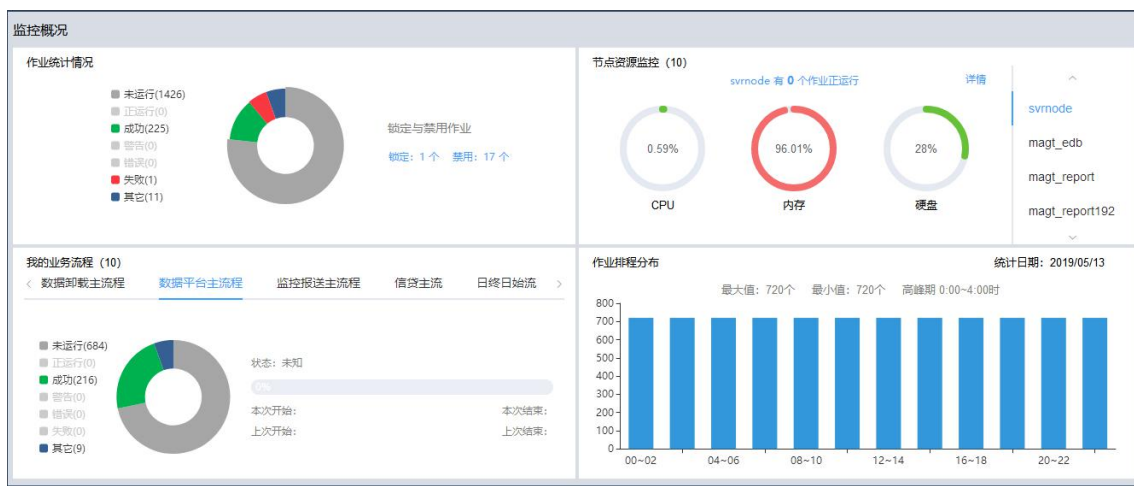 监控概况
作业统计情况
未运行(1426)
正运行(0)
成功(225)
警告(0)
错误(0)
失败(1)
其它(11)
锁定与禁用作业
锁定：1 个 禁用：17 个
节点资源监控（10）
svrnode 有 0 个作业正运行 详情
0.59%
96.01%
28%
CPU
内存
硬盘
svrnode
magt_edb
magt_report
magt_report192
我的业务流程（10）
数据卸载主流程 数据平台主流程 监控报送主流程 信贷主流 日终日始流
未运行(684)
正运行(0)
成功(216)
警告(0)
错误(0)
失败(0)
其它(9)
状态：未知
0%
本次开始： 本次结束：
上次开始： 上次结束：
作业排程分布 统计日期：2019/05/13
最大值：720个 最小值：720个 高峰期 0:00~4:00时
800
700
600
500
400
300
200
100
0
00~02 04~06 08~10 12~14 16~18 20~22